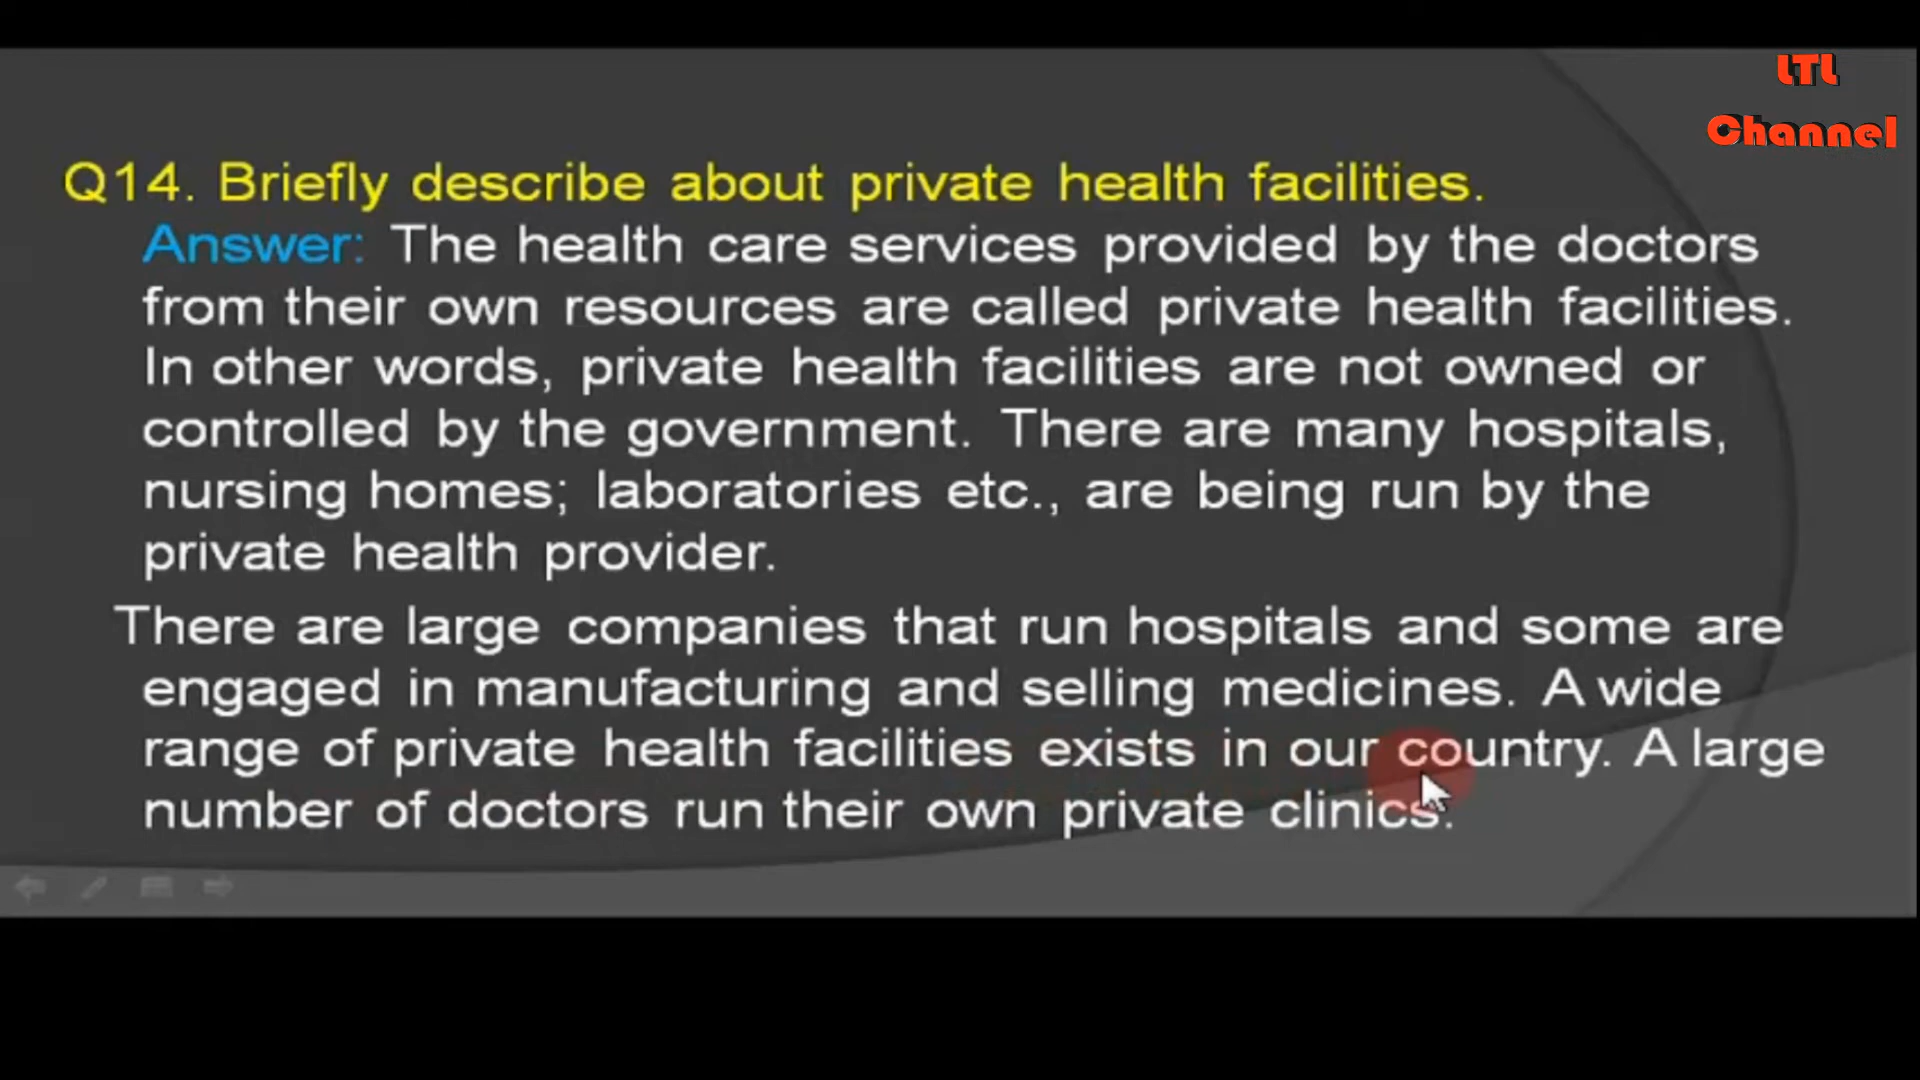 LTL
Channel
Q14. Briefly describe about private health facilities.
Answer: The health care services provided by the doctors
from their own resources are called private health facilities.
In other words, private health facilities are not owned or
controlled by the government. There are many hospitals,
nursing homes; laboratories etc., are being run by the
private health provider.
There are large companies that run hospitals and some are
engaged in manufacturing and selling medicines. A wide
range of private health facilities exists in our country. A large
number of doctors run their own private clinics.